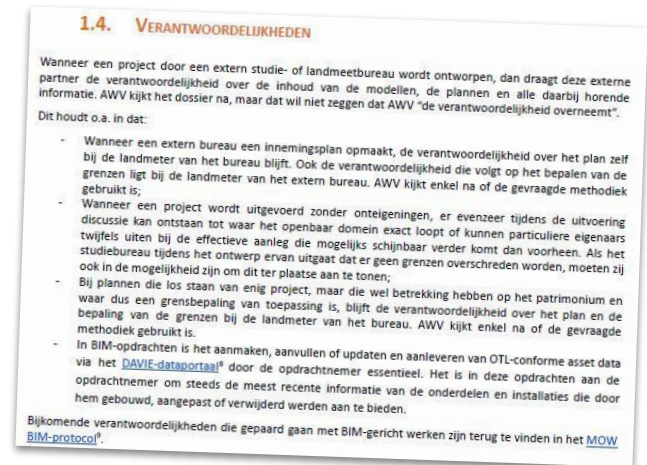 1.4. VERANTWOORDELIJKHEDEN
Wanneer een project door een extern studie- of landmeetbureau wordt ontworpen, dan draagt deze externe
partner de verantwoordelijkheid over de inhoud van de modellen, de plannen en alle daarbij horende
informatie. AWV kijkt het dossier na, maar dat wil niet zeggen dat AWV “de verantwoordelijkheid overneemt”.
Dit houdt o.a. in dat:
- Wanneer een extern bureau een innemingsplan opmaakt, de verantwoordelijkheid over het plan zelf
bij de landmeter van het bureau blijft. Ook de verantwoordelijkheid die volgt op het bepalen van de
grenzen ligt bij de landmeter van het extern bureau. AWV kijkt enkel na of de gevraagde methodiek
gebruikt is;
- Wanneer een project wordt uitgevoerd zonder onteigeningen, er evenzeer tijdens de uitvoering
discussie kan ontstaan tot waar het openbaar domein exact loopt of kunnen particuliere eigenaars
twijfels uiten bij de effectieve aanleg die mogelijks schijnbaar verder komt dan voorheen. Als het
studiebureau tijdens het ontwerp ervan uitgaat dat er geen grenzen overschreden worden, moeten zij
ook in de mogelijkheid zijn om dit ter plaatse aan te tonen;
- Bij plannen die los staan van enig project, maar die wel betrekking hebben op het patrimonium en
waar dus een grensbepaling van toepassing is, blijft de verantwoordelijkheid over het plan en de
bepaling van de grenzen bij de landmeter van het bureau. AWV kijkt enkel na of de gevraagde
methodiek gebruikt is.
- In BIM-opdrachten is het aanmaken, aanvullen of updaten en aanleveren van OTL-conforme asset data
via het DAVIE-dataportaal⁸ door de opdrachtnemer essentieel. Het is in deze opdrachten aan de
opdrachtnemer om steeds de meest recente informatie van de onderdelen en installaties die door
hem gebouwd, aangepast of verwijderd werden aan te bieden.
Bijkomende verantwoordelijkheden die gepaard gaan met BIM-gericht werken zijn terug te vinden in het MOW
BIM-protocol⁹.